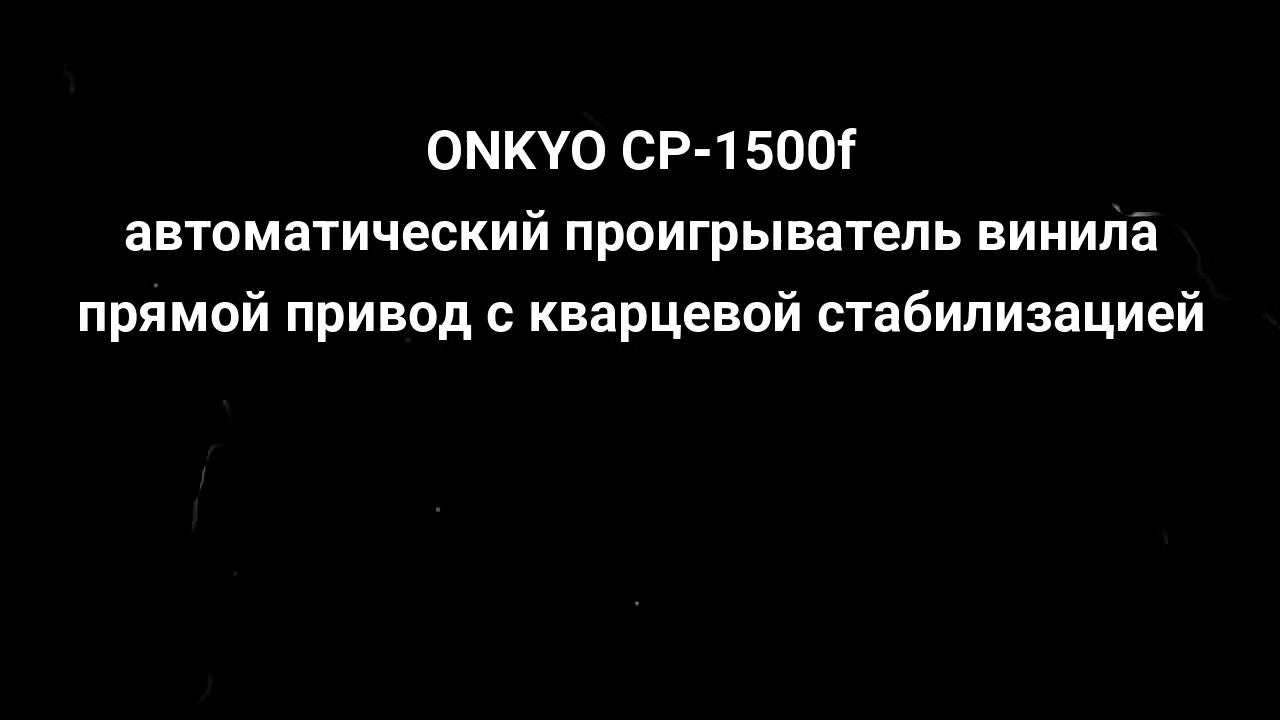 ONKYO CP-1500f
автоматический проигрыватель винила
прямой привод с кварцевой стабилизацией